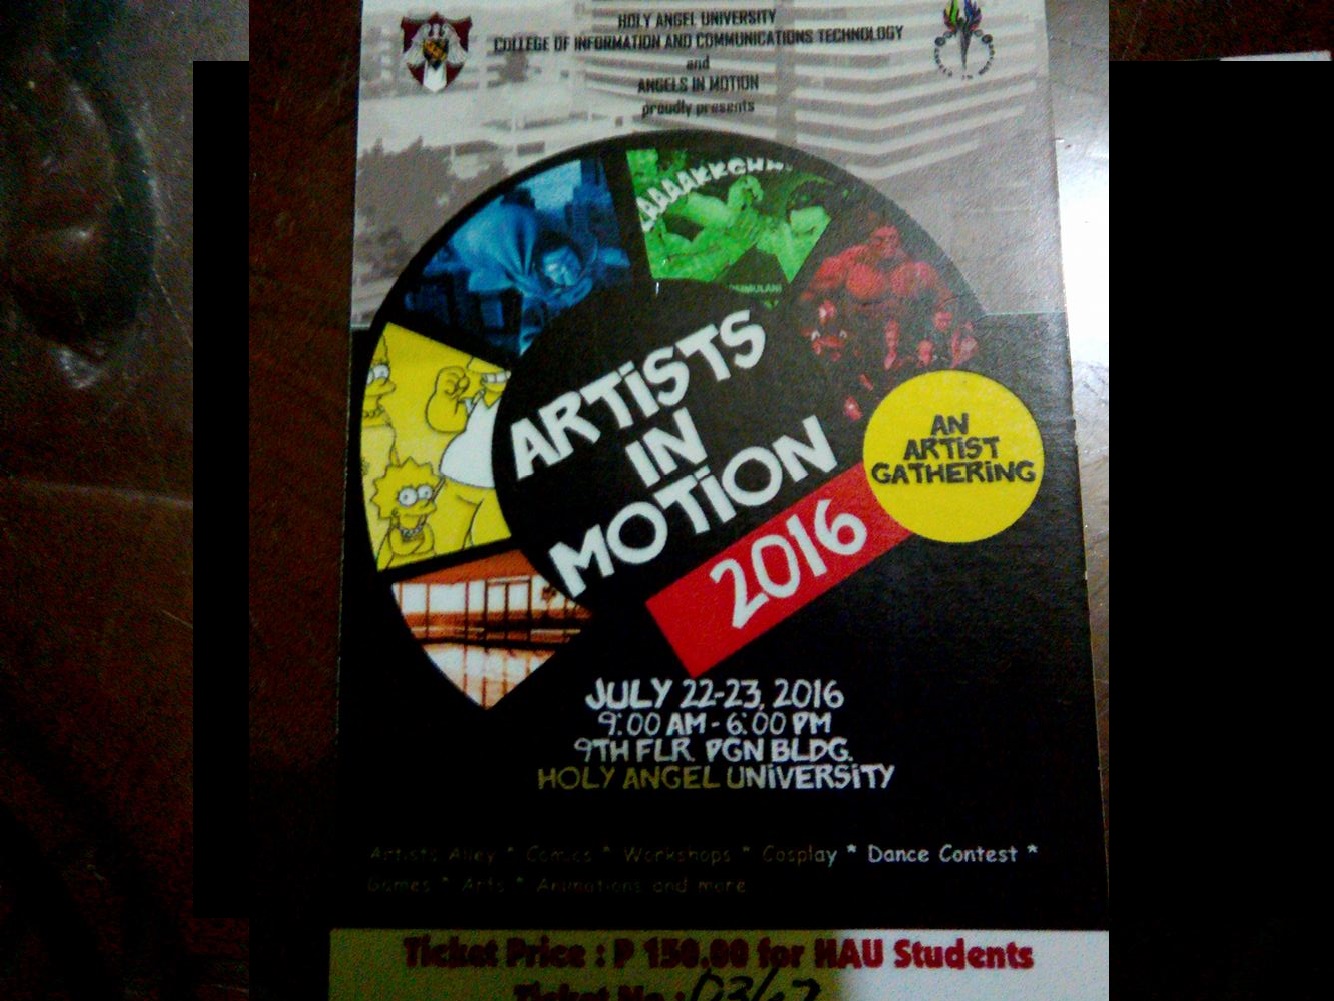 HOLY ANGEL UNIVERSITY
COLLEGE OF INFORMATION AND COMMUNICATIONS TECHNOLOGY
and
ANGELS IN MOTION
proudly presents
ARTISTS
IN
MOTION
2016
AN
ARTIST
GATHERING
JULY 22-23, 2016
9:00 AM - 6:00 PM
9TH FLR. PGN BLDG.
HOLY ANGEL UNIVERSITY
Artists Alley * Comics * Workshops * Cosplay * Dance Contest *
Games * Arts * Animations and more
Ticket Price : P 150.00 for HAU Students
Ticket No :